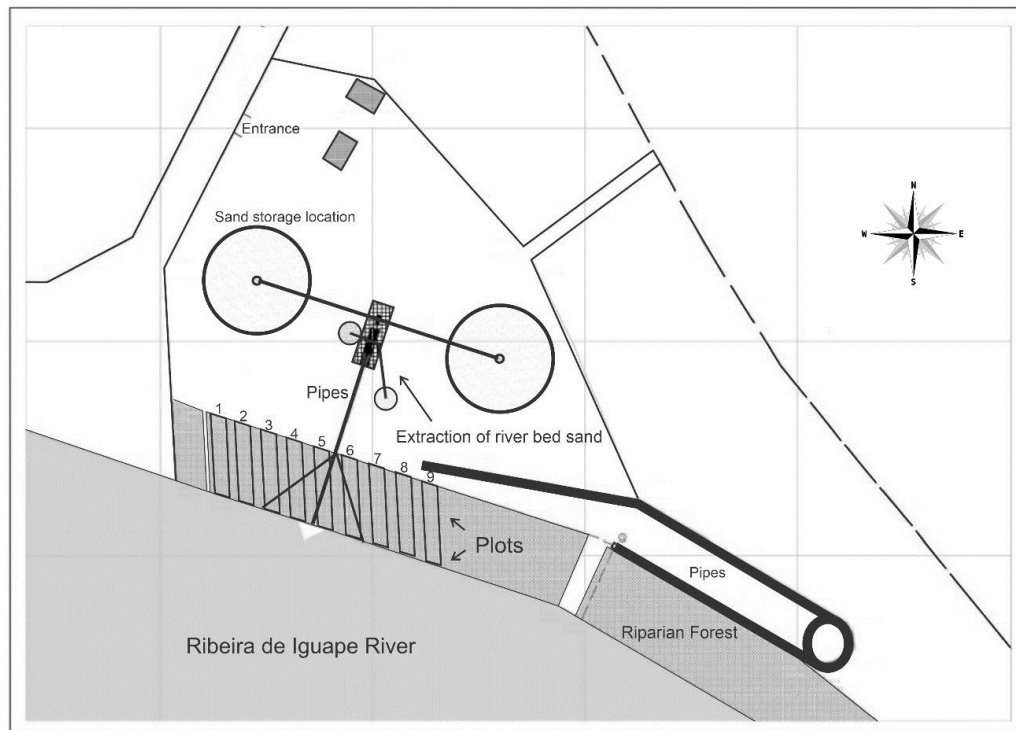 Entrance
N
W
E
S
Sand storage location
Pipes
Extraction of river bed sand
1
2
3
4
5
6
7
8
9
Plots
Pipes
Riparian Forest
Ribeira de Iguape River